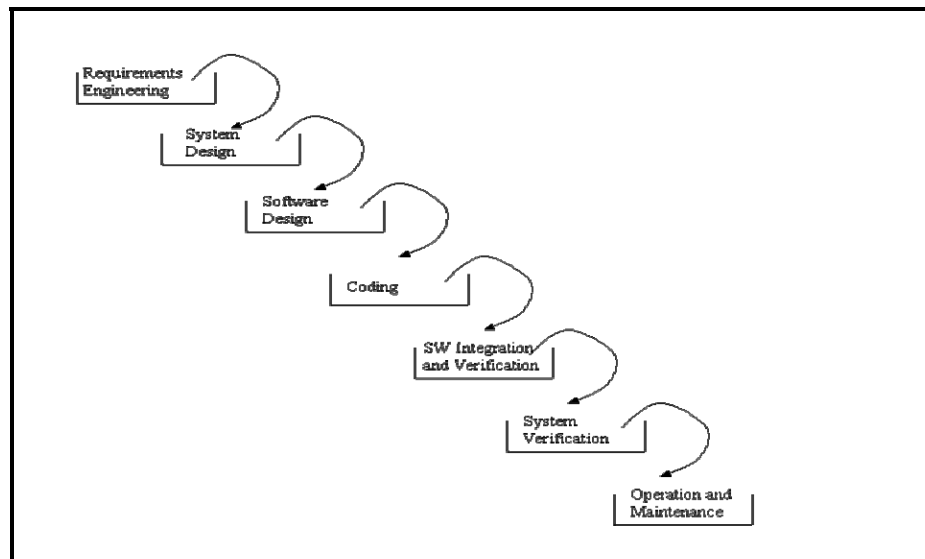 Requirements
Engineering
System
Design
Software
Design
Coding
SW Integration
and Verification
System
Verification
Operation and
Maintenance